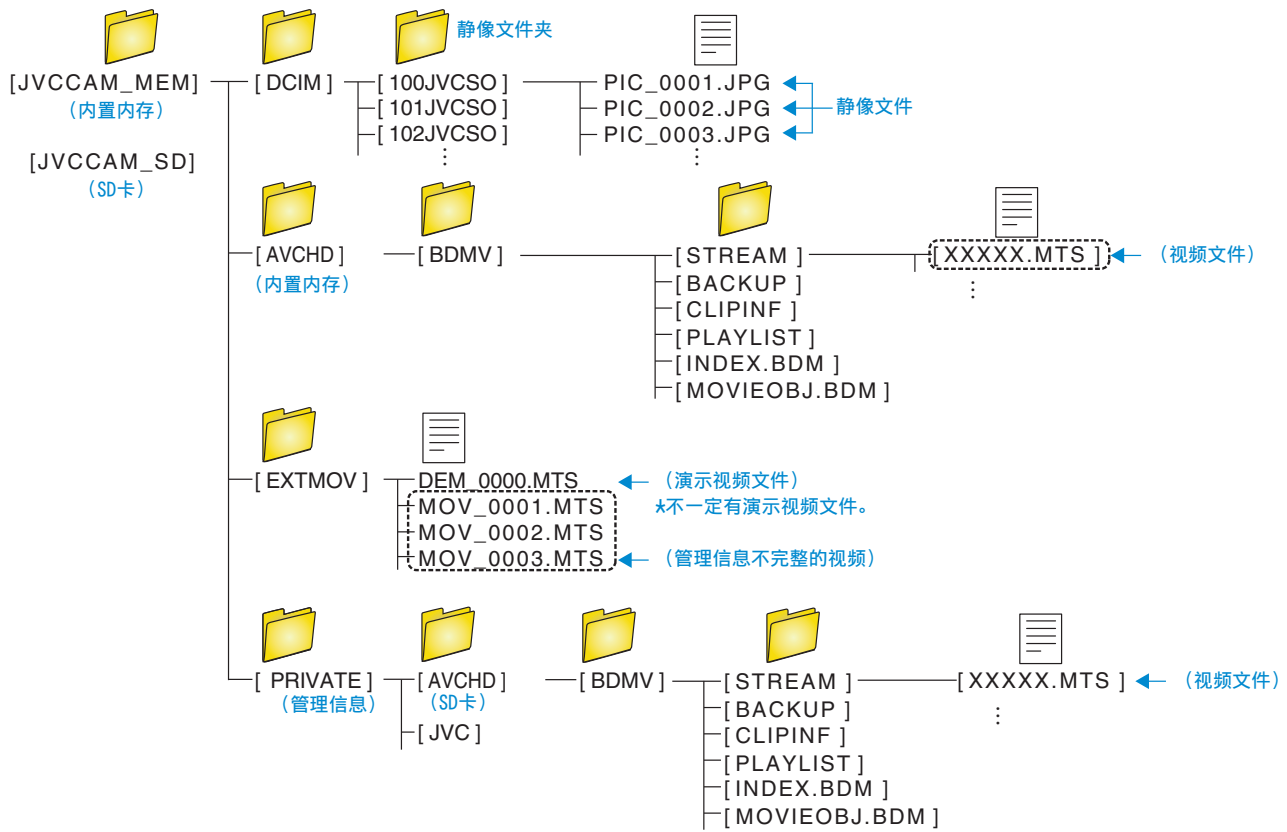 静像文件夹
[JVCCAM_MEM]
(内置内存)
[JVCCAM_SD]
(SD卡)
[DCIM]
[100JVCSO]
[101JVCSO]
[102JVCSO]
PIC_0001.JPG
PIC_0002.JPG
PIC_0003.JPG
静像文件
[AVCHD]
(内置内存)
[BDMV]
[STREAM]
[BACKUP]
[CLIPINF]
[PLAYLIST]
[INDEX.BDM]
[MOVIEOBJ.BDM]
[XXXXX.MTS]
(视频文件)
[EXTMOV]
DEM_0000.MTS
MOV_0001.MTS
MOV_0002.MTS
MOV_0003.MTS
(演示视频文件)
*不一定有演示视频文件。
(管理信息不完整的视频)
[PRIVATE]
(管理信息)
[AVCHD]
(SD卡)
[JVC]
[BDMV]
[STREAM]
[BACKUP]
[CLIPINF]
[PLAYLIST]
[INDEX.BDM]
[MOVIEOBJ.BDM]
[XXXXX.MTS]
(视频文件)